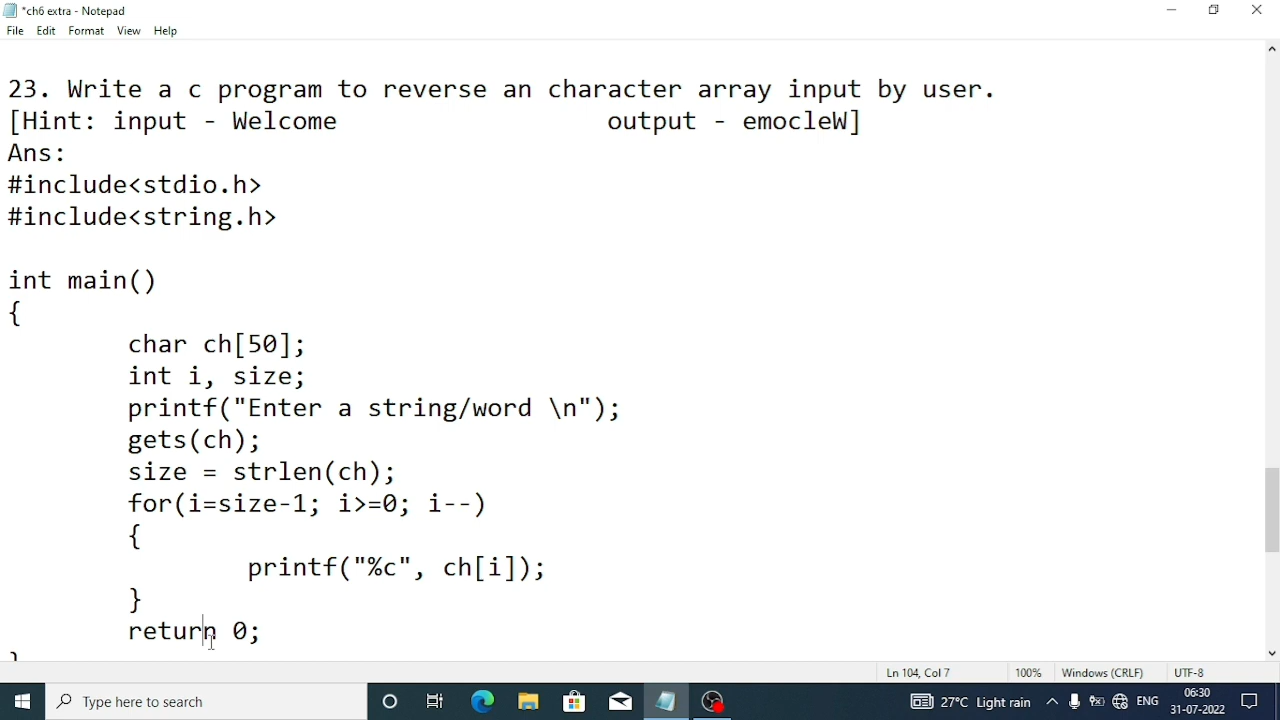 *ch6 extra - Notepad
File Edit Format View Help
23. Write a c program to reverse an character array input by user.
[Hint: input - Welcome output - emocleW]
Ans:
#include<stdio.h>
#include<string.h>
int main()
{
char ch[50];
int i, size;
printf("Enter a string/word \n");
gets(ch);
size = strlen(ch);
for(i=size-1; i>=0; i--)
{
printf("%c", ch[i]);
}
return 0;
}
Ln 104, Col 7 100% Windows (CRLF) UTF-8
Type here to search 27°C Light rain ENG 06:30
31-07-2022